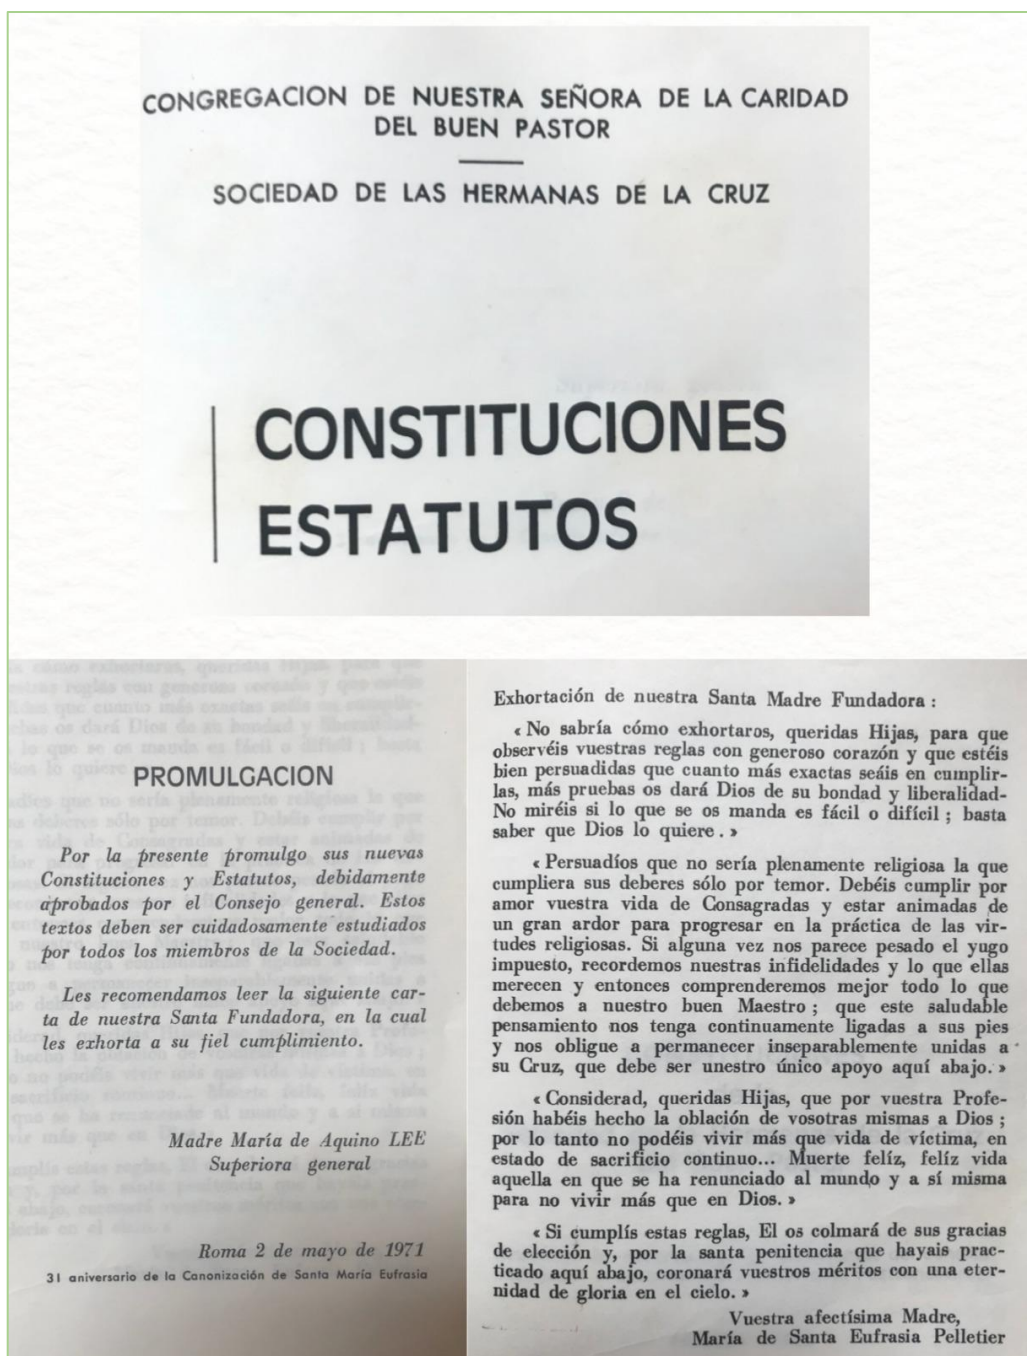 CONGREGACION DE NUESTRA SEÑORA DE LA CARIDAD
DEL BUEN PASTOR
SOCIEDAD DE LAS HERMANAS DE LA CRUZ
CONSTITUCIONES
ESTATUTOS
PROMULGACION
Por la presente promulgo sus nuevas
Constituciones y Estatutos, debidamente
aprobados por el Consejo general. Estos
textos deben ser cuidadosamente estudiados
por todos los miembros de la Sociedad.
Les recomendamos leer la siguiente car-
ta de nuestra Santa Fundadora, en la cual
les exhorta a su fiel cumplimiento.
Madre María de Aquino LEE
Superiora general
Roma 2 de mayo de 1971
31 aniversario de la Canonización de Santa María Eufrasia
Exhortación de nuestra Santa Madre Fundadora :
« No sabría cómo exhortaros, queridas Hijas, para que
observéis vuestras reglas con generoso corazón y que estéis
bien persuadidas que cuanto más exactas seáis en cumplir-
las, más pruebas os dará Dios de su bondad y liberalidad-
No miréis si lo que se os manda es fácil o difícil ; basta
saber que Dios lo quiere . »
« Persuadíos que no sería plenamente religiosa la que
cumpliera sus deberes sólo por temor. Debéis cumplir por
amor vuestra vida de Consagradas y estar animadas de
un gran ardor para progresar en la práctica de las vir-
tudes religiosas. Si alguna vez nos parece pesado el yugo
impuesto, recordemos nuestras infidelidades y lo que ellas
merecen y entonces comprenderemos mejor todo lo que
debemos a nuestro buen Maestro ; que este saludable
pensamiento nos tenga continuamente ligadas a sus pies
y nos obligue a permanecer inseparablemente unidas a
su Cruz, que debe ser unestro único apoyo aquí abajo. »
« Considerad, queridas Hijas, que por vuestra Profe-
sión habéis hecho la oblación de vosotras mismas a Dios ;
por lo tanto no podéis vivir más que vida de víctima, en
estado de sacrificio continuo... Muerte felíz, felíz vida
aquella en que se ha renunciado al mundo y a sí misma
para no vivir más que en Dios. »
« Si cumplís estas reglas, El os colmará de sus gracias
de elección y, por la santa penitencia que hayais prac-
ticado aquí abajo, coronará vuestros méritos con una eter-
nidad de gloria en el cielo. »
Vuestra afectísima Madre,
María de Santa Eufrasia Pelletier